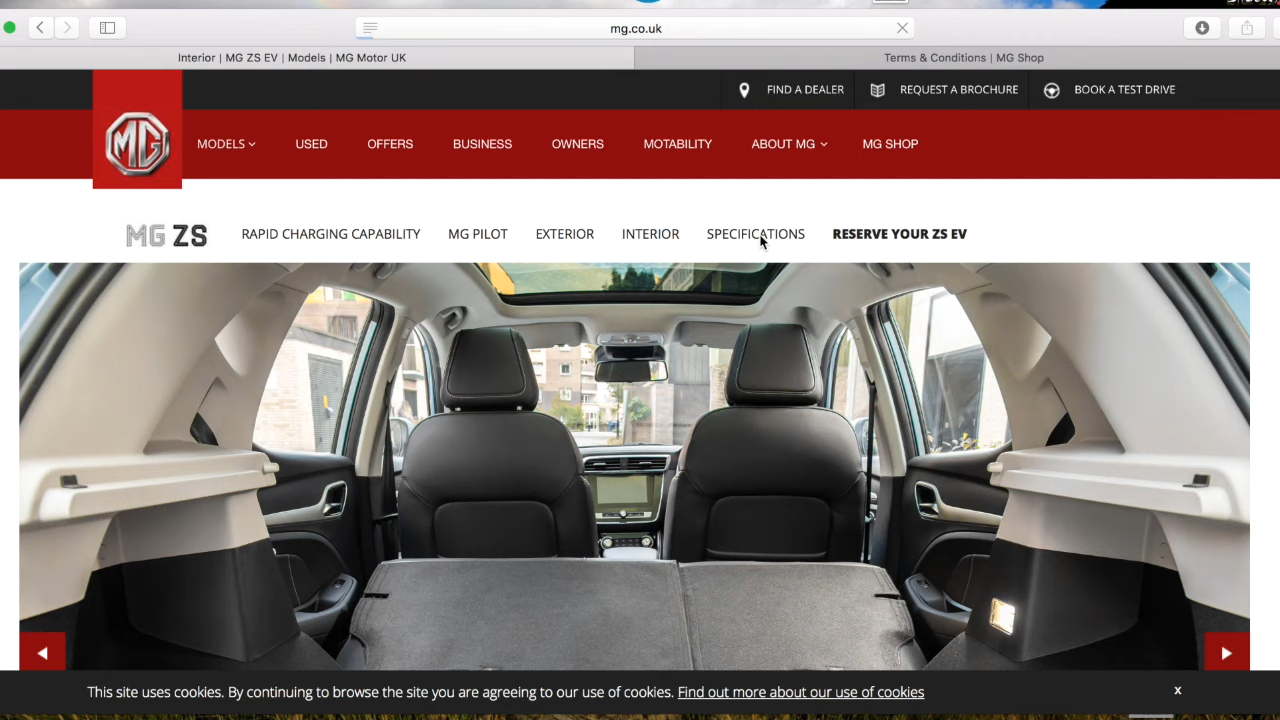 mg.co.uk
Interior | MG ZS EV | Models | MG Motor UK
Terms & Conditions | MG Shop
FIND A DEALER
REQUEST A BROCHURE
BOOK A TEST DRIVE
MG
MODELS
USED
OFFERS
BUSINESS
OWNERS
MOTABILITY
ABOUT MG
MG SHOP
MG ZS
RAPID CHARGING CAPABILITY
MG PILOT
EXTERIOR
INTERIOR
SPECIFICATIONS
RESERVE YOUR ZS EV
This site uses cookies. By continuing to browse the site you are agreeing to our use of cookies. Find out more about our use of cookies
x